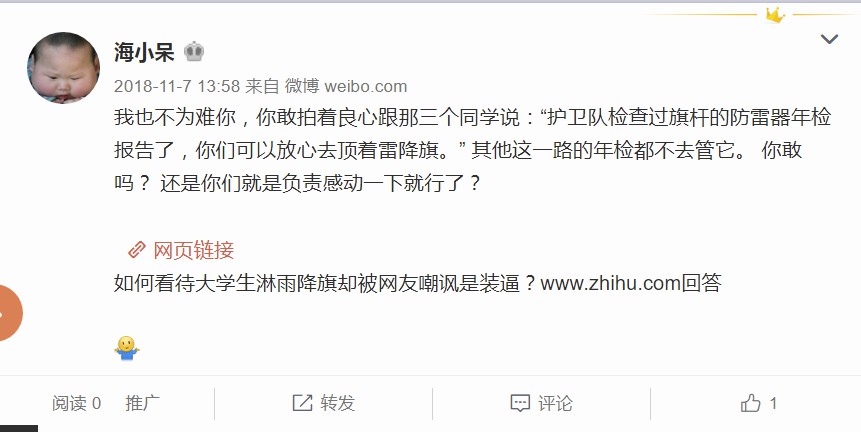 海小呆
2018-11-7 13:58 来自 微博 weibo.com
我也不为难你，你敢拍着良心跟那三个同学说：“护卫队检查过旗杆的防雷器年检
报告了，你们可以放心去顶着雷降旗。” 其他这一路的年检都不去管它。 你敢
吗？ 还是你们就是负责感动一下就行了？
网页链接
如何看待大学生淋雨降旗却被网友嘲讽是装逼？www.zhihu.com回答
阅读 0 推广 转发 评论 1